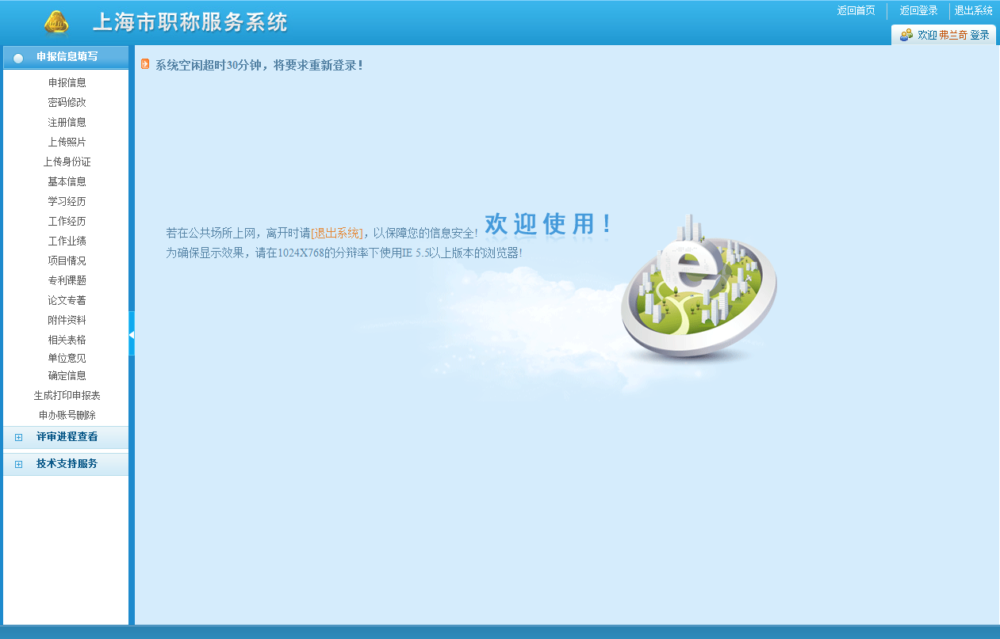 上海市职称服务系统
返回首页 返回登录 退出系统
欢迎 弗兰奇 登录
申报信息填写
申报信息
密码修改
注册信息
上传照片
上传身份证
基本信息
学习经历
工作经历
工作业绩
项目情况
专利课题
论文专著
附件资料
相关表格
单位意见
确定信息
生成打印申报表
申办账号删除
评审进程查看
技术支持服务
系统空闲超时30分钟，将要求重新登录!
欢迎使用！
若在公共场所上网，离开时请[退出系统]，以保障您的信息安全!
为确保显示效果，请在1024X768的分辩率下使用IE 5.5以上版本的浏览器!
e